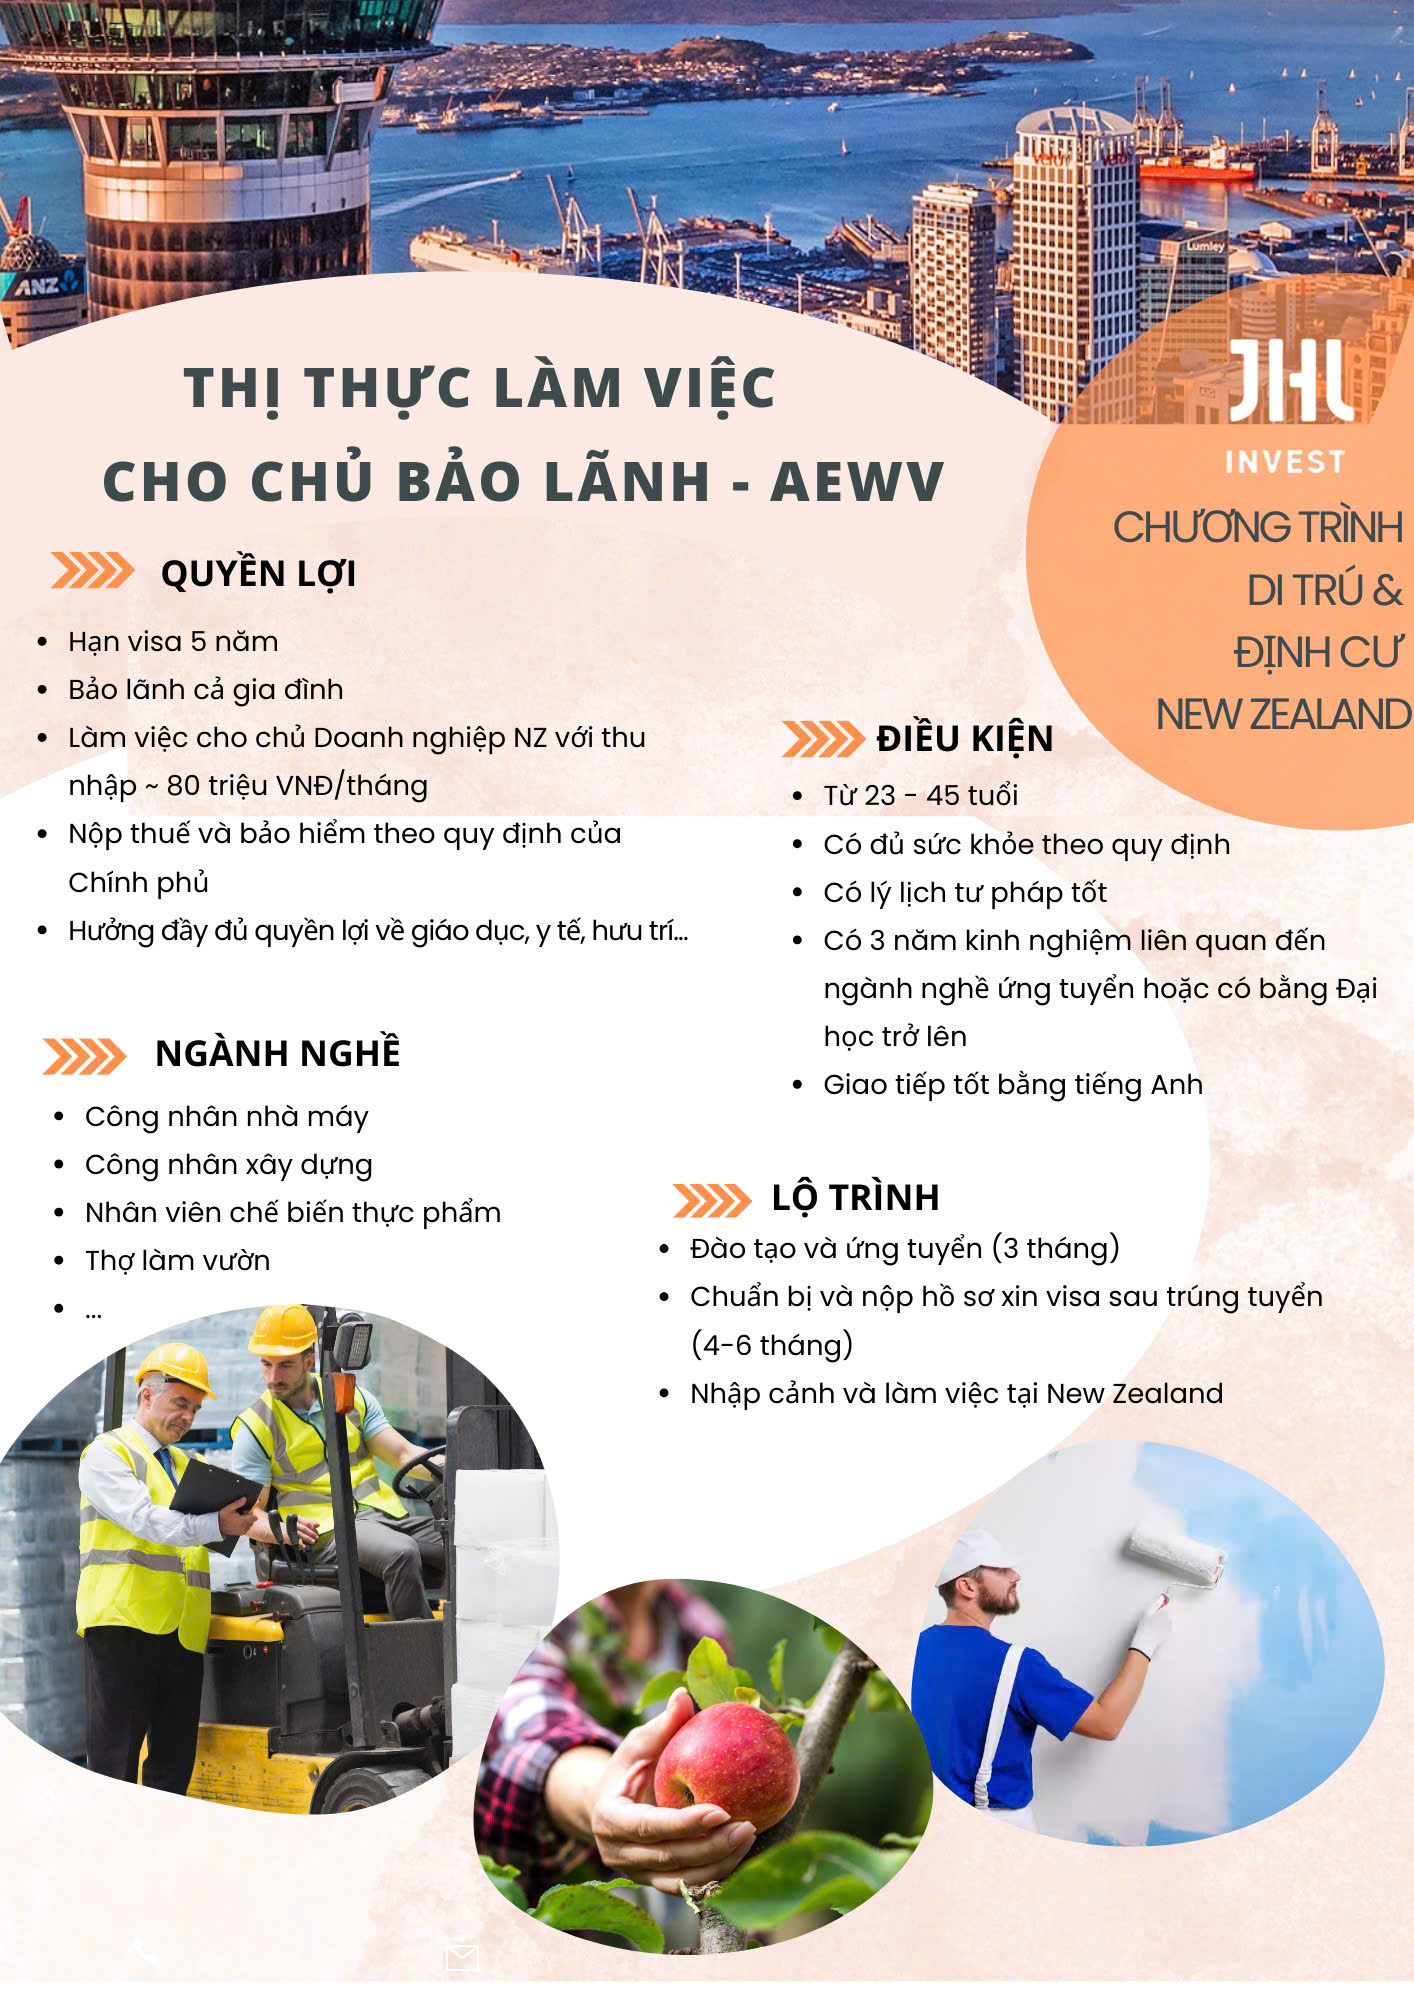 ANZ
Vero
Vero
Lumley
AIG
JHL
INVEST
CHƯƠNG TRÌNH
DI TRÚ &
ĐỊNH CƯ
NEW ZEALAND
THỊ THỰC LÀM VIỆC
CHO CHỦ BẢO LÃNH - AEWV
QUYỀN LỢI
• Hạn visa 5 năm
• Bảo lãnh cả gia đình
• Làm việc cho chủ Doanh nghiệp NZ với thu
nhập ~ 80 triệu VNĐ/tháng
• Nộp thuế và bảo hiểm theo quy định của
Chính phủ
• Hưởng đầy đủ quyền lợi về giáo dục, y tế, hưu trí...
ĐIỀU KIỆN
• Từ 23 - 45 tuổi
• Có đủ sức khỏe theo quy định
• Có lý lịch tư pháp tốt
• Có 3 năm kinh nghiệm liên quan đến
ngành nghề ứng tuyển hoặc có bằng Đại
học trở lên
• Giao tiếp tốt bằng tiếng Anh
NGÀNH NGHỀ
• Công nhân nhà máy
• Công nhân xây dựng
• Nhân viên chế biến thực phẩm
• Thợ làm vườn
• ...
LỘ TRÌNH
• Đào tạo và ứng tuyển (3 tháng)
• Chuẩn bị và nộp hồ sơ xin visa sau trúng tuyển
(4-6 tháng)
• Nhập cảnh và làm việc tại New Zealand